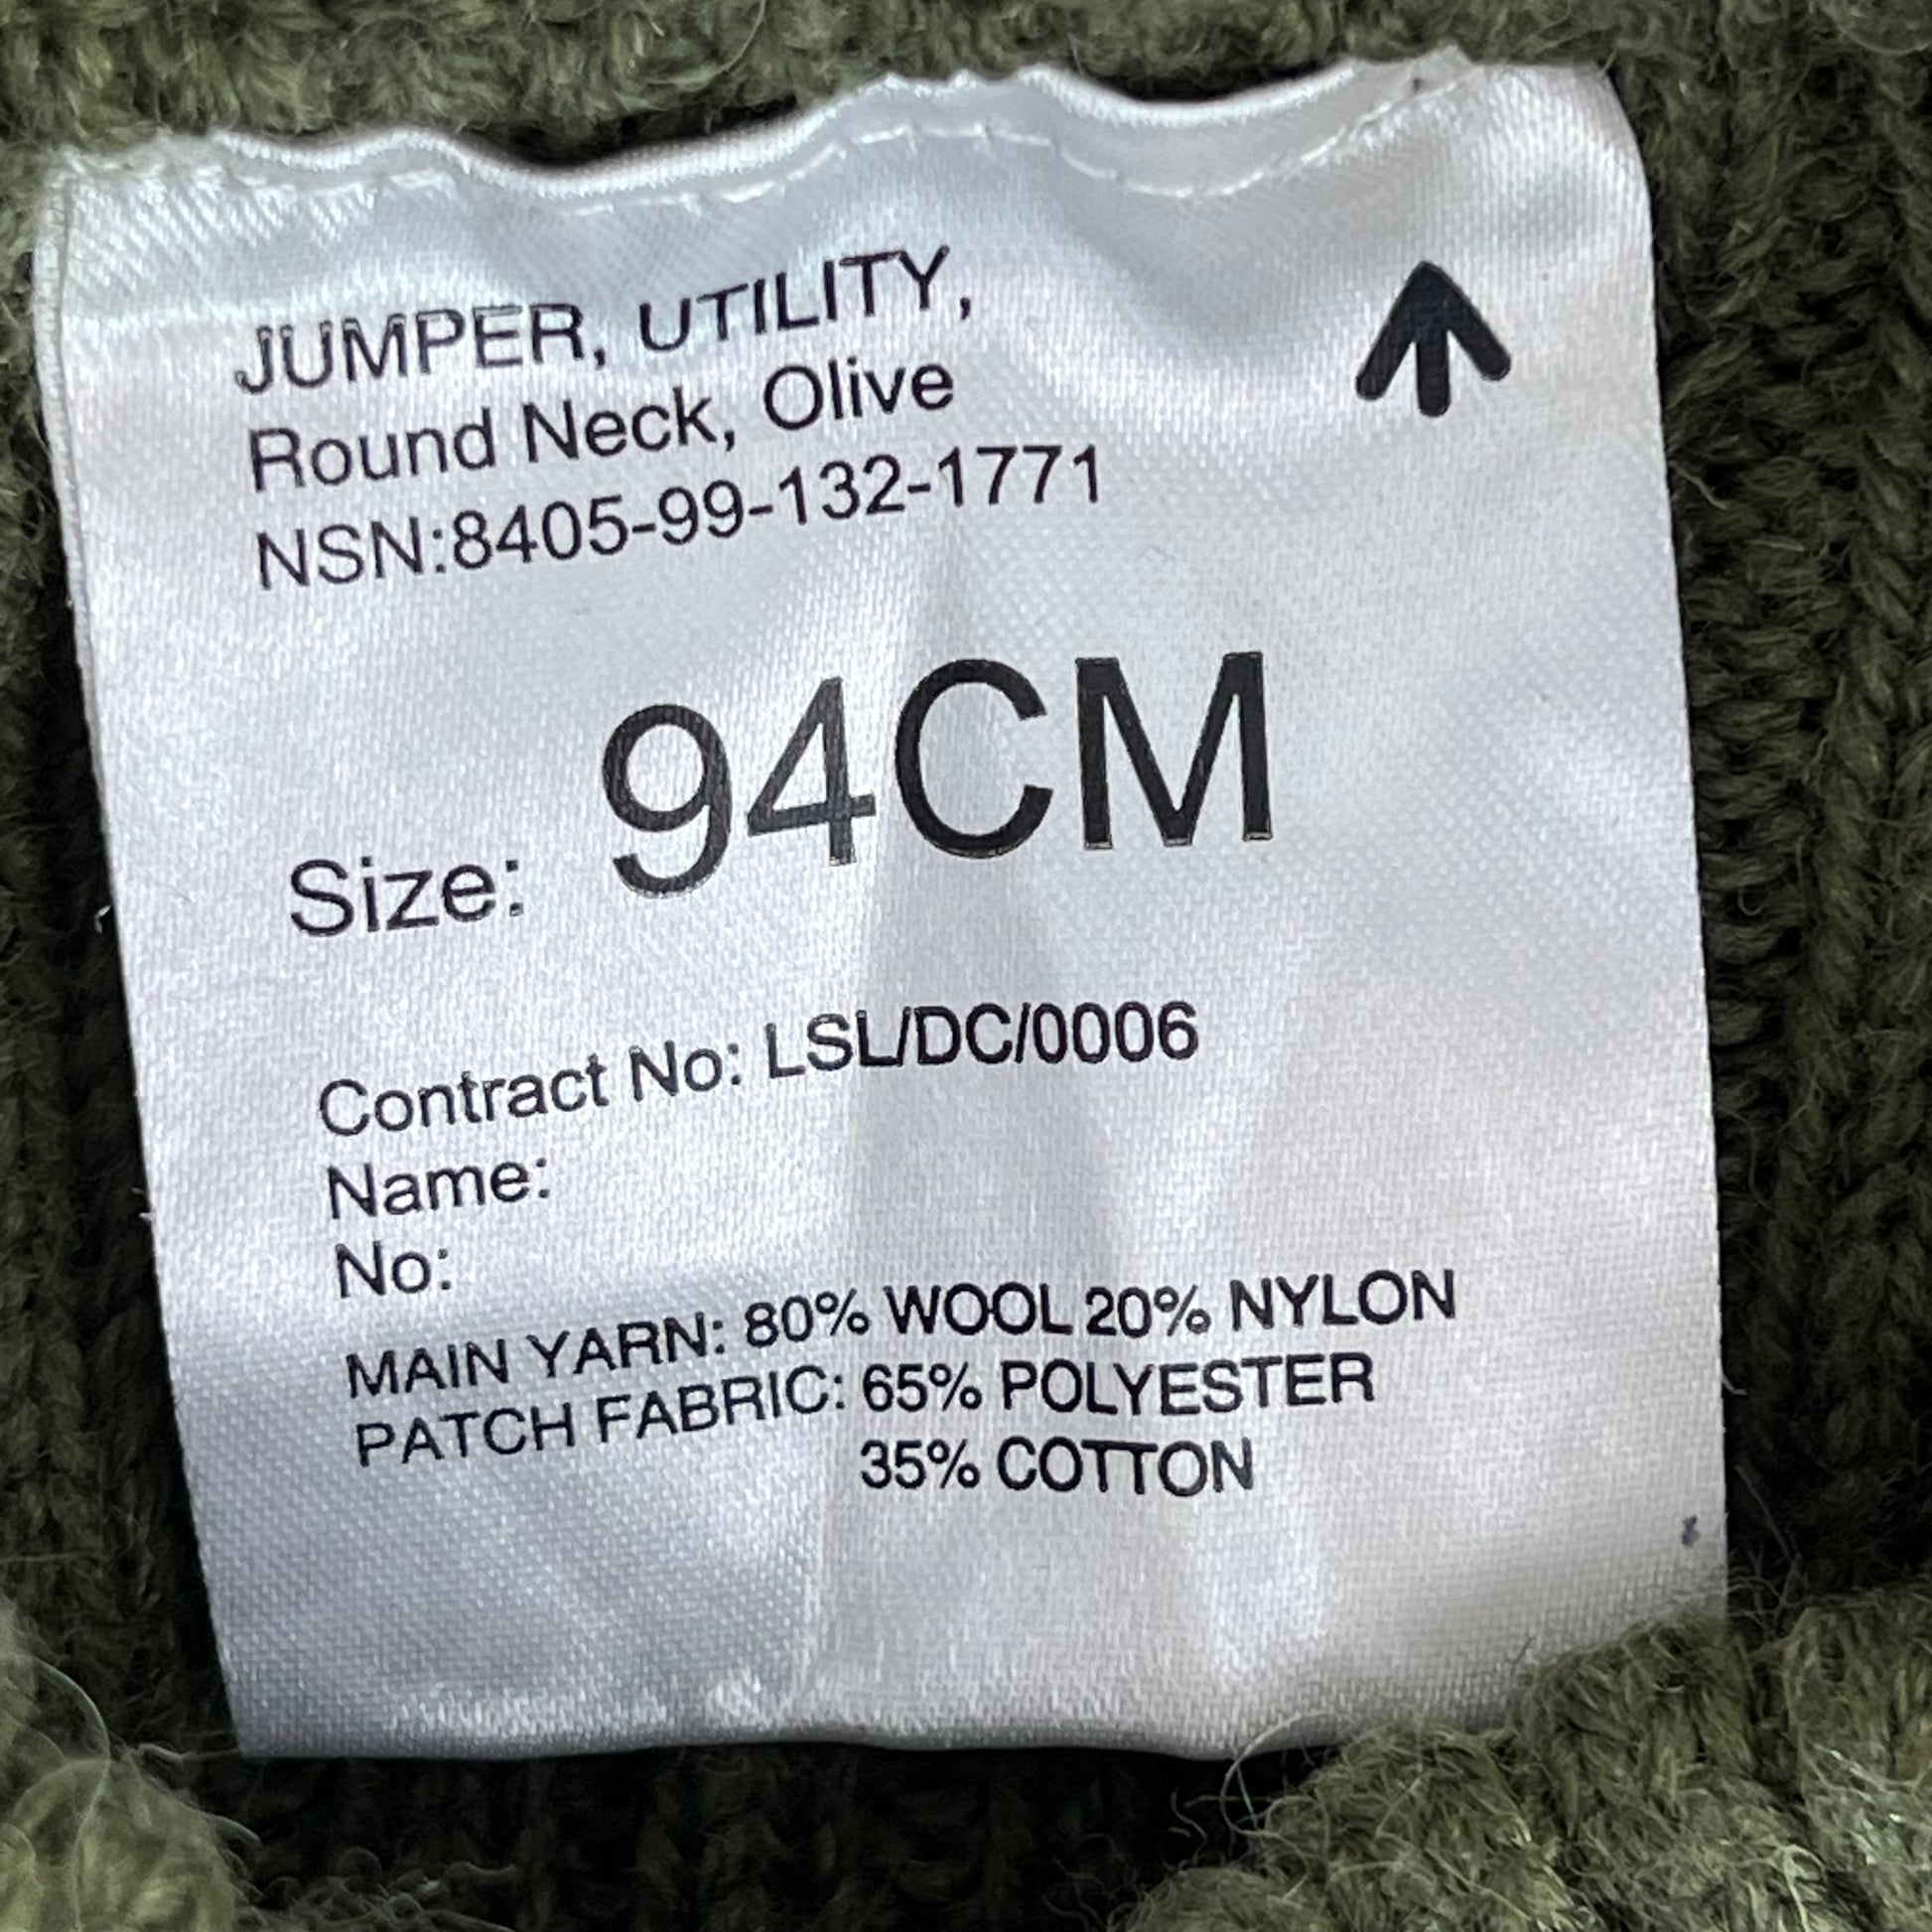 JUMPER, UTILITY,
Round Neck, Olive
NSN:8405-99-132-1771
Size: 94CM
Contract No: LSL/DC/0006
Name:
No:
MAIN YARN: 80% WOOL 20% NYLON
PATCH FABRIC: 65% POLYESTER
35% COTTON